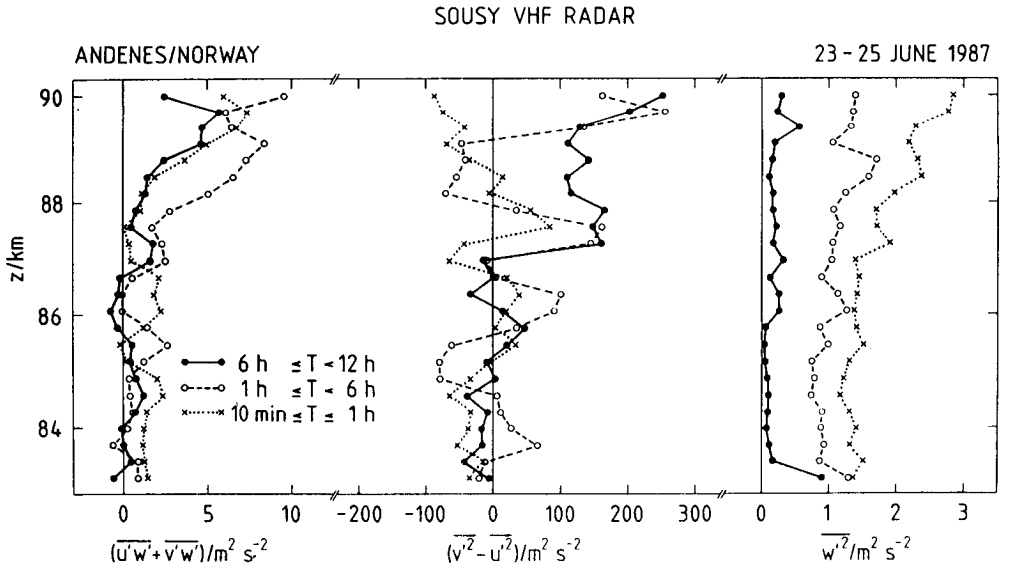 SOUSY VHF RADAR
ANDENES/NORWAY
23 - 25 JUNE 1987
z/km
90
88
86
84
6 h ≦ T < 12 h
1 h ≦ T < 6 h
10 min ≦ T ≦ 1 h
0 5 10 -200 -100 0 100 200 300 0 1 2 3
(u'w' + v'w')/m² s⁻²
(v'² - u'²)/m² s⁻²
w'²/m² s⁻²